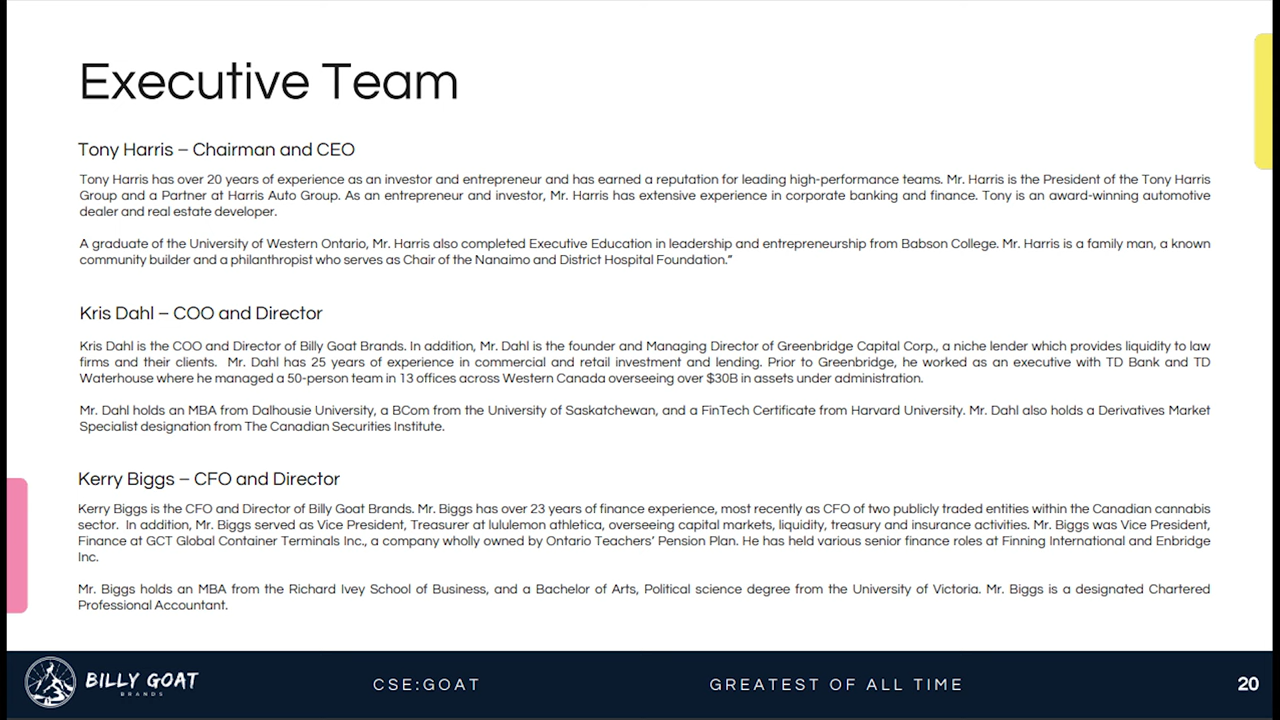 Executive Team
Tony Harris – Chairman and CEO
Tony Harris has over 20 years of experience as an investor and entrepreneur and has earned a reputation for leading high-performance teams. Mr. Harris is the President of the Tony Harris
Group and a Partner at Harris Auto Group. As an entrepreneur and investor, Mr. Harris has extensive experience in corporate banking and finance. Tony is an award-winning automotive
dealer and real estate developer.
A graduate of the University of Western Ontario, Mr. Harris also completed Executive Education in leadership and entrepreneurship from Babson College. Mr. Harris is a family man, a known
community builder and a philanthropist who serves as Chair of the Nanaimo and District Hospital Foundation.”
Kris Dahl – COO and Director
Kris Dahl is the COO and Director of Billy Goat Brands. In addition, Mr. Dahl is the founder and Managing Director of Greenbridge Capital Corp., a niche lender which provides liquidity to law
firms and their clients.  Mr. Dahl has 25 years of experience in commercial and retail investment and lending. Prior to Greenbridge, he worked as an executive with TD Bank and TD
Waterhouse where he managed a 50-person team in 13 offices across Western Canada overseeing over $30B in assets under administration.
Mr. Dahl holds an MBA from Dalhousie University, a BCom from the University of Saskatchewan, and a FinTech Certificate from Harvard University. Mr. Dahl also holds a Derivatives Market
Specialist designation from The Canadian Securities Institute.
Kerry Biggs – CFO and Director
Kerry Biggs is the CFO and Director of Billy Goat Brands. Mr. Biggs has over 23 years of finance experience, most recently as CFO of two publicly traded entities within the Canadian cannabis
sector.  In addition, Mr. Biggs served as Vice President, Treasurer at lululemon athletica, overseeing capital markets, liquidity, treasury and insurance activities. Mr. Biggs was Vice President,
Finance at GCT Global Container Terminals Inc., a company wholly owned by Ontario Teachers’ Pension Plan. He has held various senior finance roles at Finning International and Enbridge
Inc.
Mr. Biggs holds an MBA from the Richard Ivey School of Business, and a Bachelor of Arts, Political science degree from the University of Victoria. Mr. Biggs is a designated Chartered
Professional Accountant.
BILLY GOAT
BRANDS
CSE:GOAT
GREATEST OF ALL TIME
20